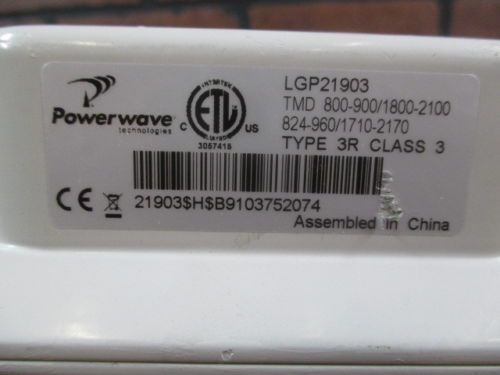 Powerwave
technologies
INTERTEK
C ETL US
LISTED
3057415
LGP21903
TMD 800-900/1800-2100
824-960/1710-2170
TYPE 3R CLASS 3
CE
21903$H$B9103752074
Assembled in China